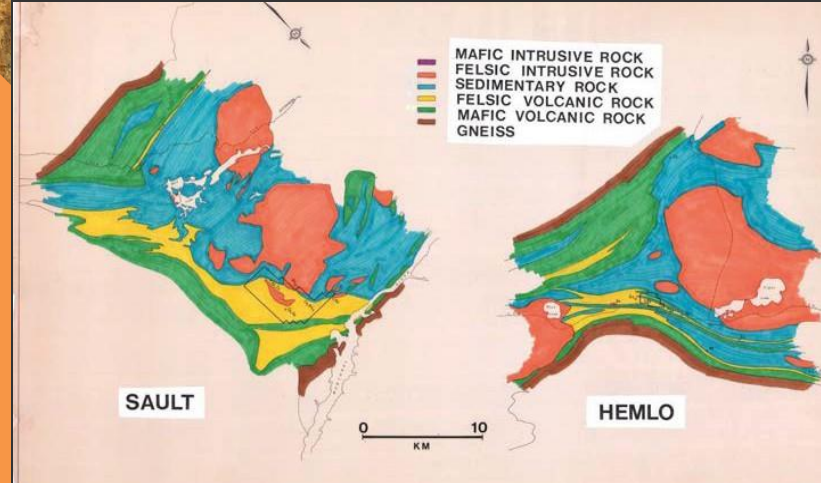 MAFIC INTRUSIVE ROCK
FELSIC INTRUSIVE ROCK
SEDIMENTARY ROCK
FELSIC VOLCANIC ROCK
MAFIC VOLCANIC ROCK
GNEISS
SAULT
0 10
KM
HEMLO